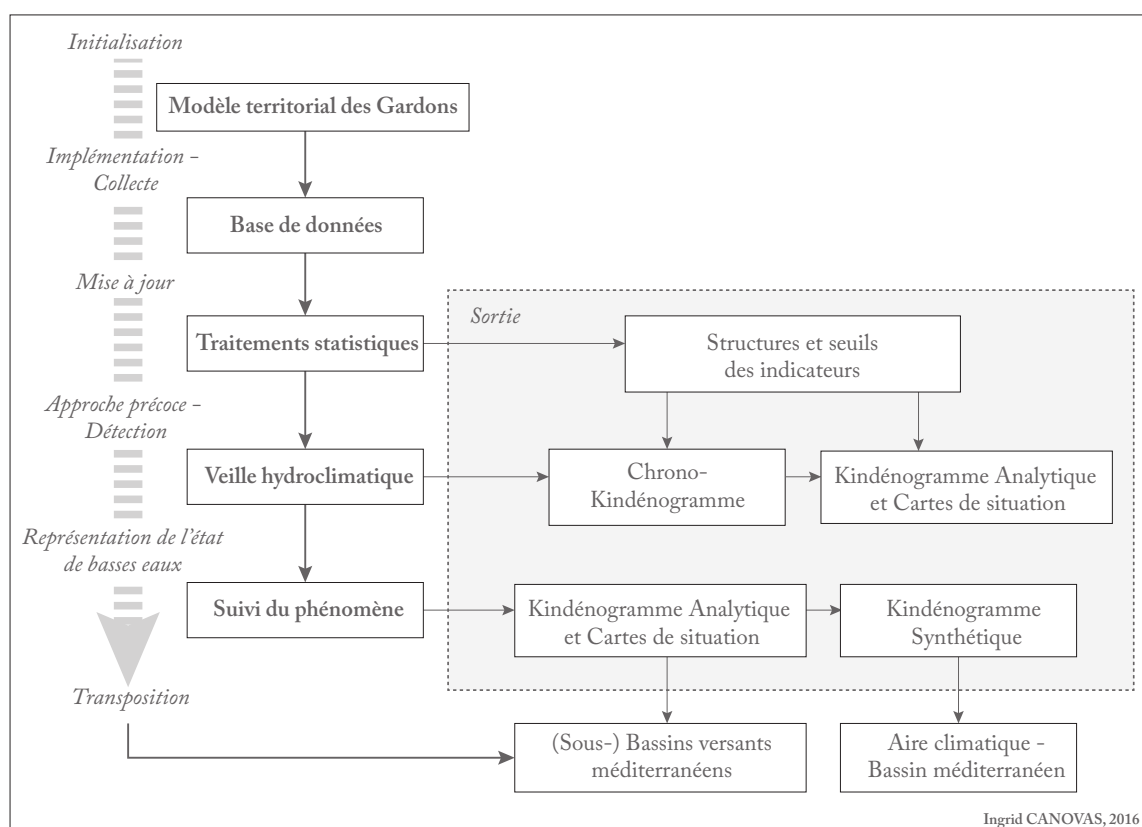 Initialisation
Modèle territorial des Gardons
Implémentation -
Collecte
Base de données
Mise à jour
Sortie
Traitements statistiques
Structures et seuils
des indicateurs
Approche précoce -
Détection
Veille hydroclimatique
Chrono-
Kindénogramme
Kindénogramme Analytique
et Cartes de situation
Représentation de l'état
de basses eaux
Suivi du phénomène
Kindénogramme Analytique
et Cartes de situation
Kindénogramme
Synthétique
Transposition
(Sous-) Bassins versants
méditerranéens
Aire climatique -
Bassin méditerranéen
Ingrid CANOVAS, 2016